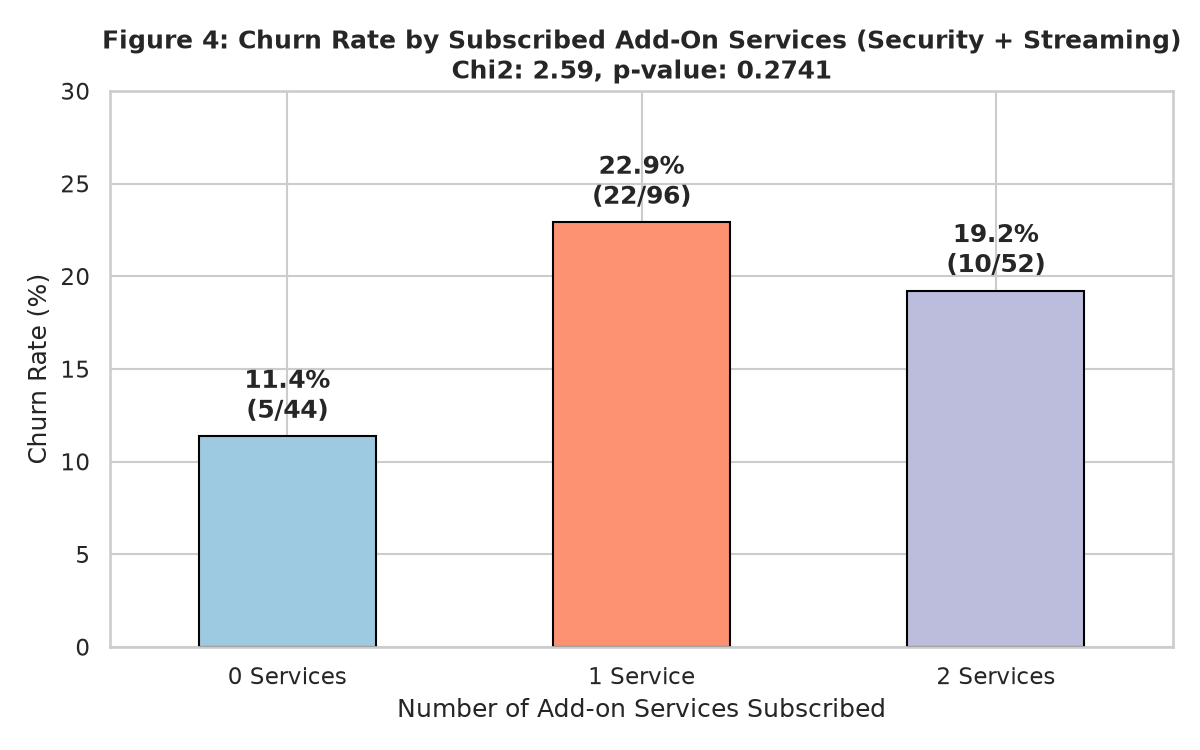 Figure 4: Churn Rate by Subscribed Add-On Services (Security + Streaming)
Chi2: 2.59, p-value: 0.2741
Churn Rate (%)
30
25
20
15
10
5
0
11.4%
(5/44)
22.9%
(22/96)
19.2%
(10/52)
0 Services
1 Service
2 Services
Number of Add-on Services Subscribed